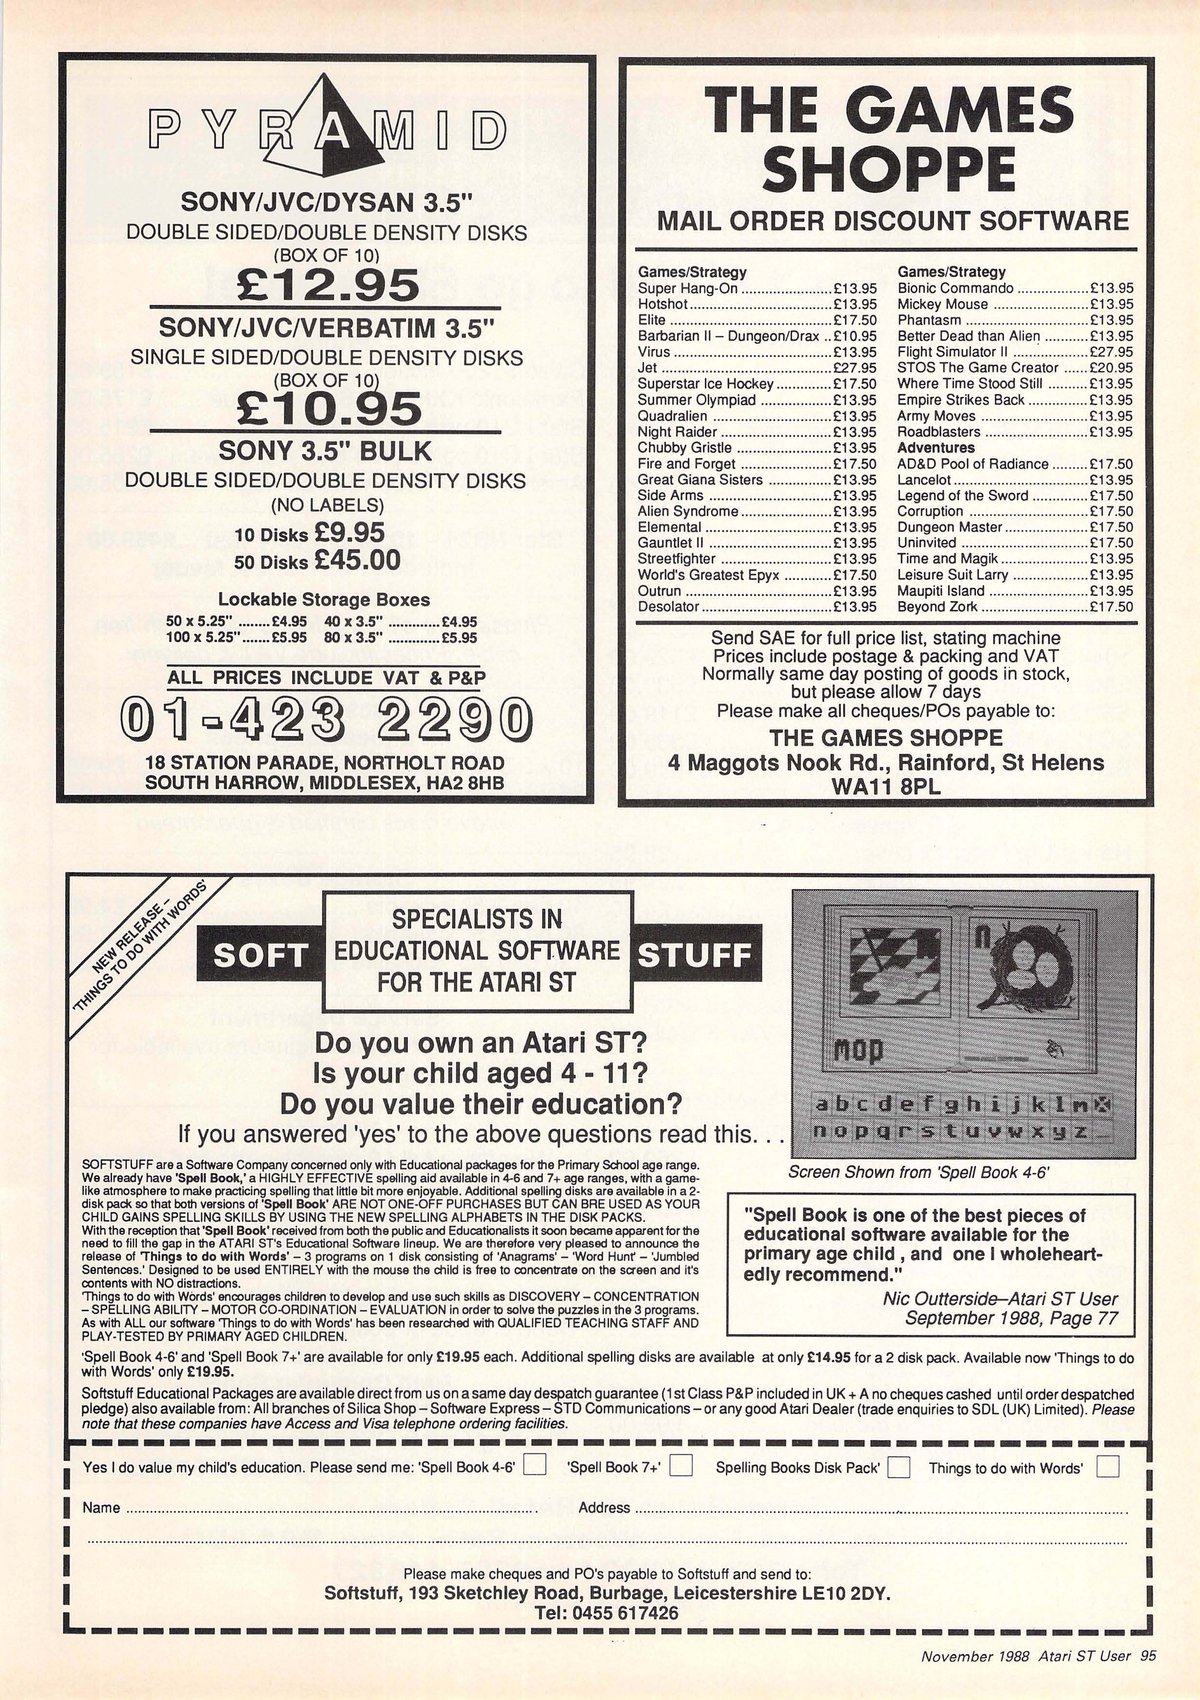 PYRAMID
SONY/JVC/DYSAN 3.5"
DOUBLE SIDED/DOUBLE DENSITY DISKS
(BOX OF 10)
£12.95
SONY/JVC/VERBATIM 3.5"
SINGLE SIDED/DOUBLE DENSITY DISKS
(BOX OF 10)
£10.95
SONY 3.5" BULK
DOUBLE SIDED/DOUBLE DENSITY DISKS
(NO LABELS)
10 Disks £9.95
50 Disks £45.00
Lockable Storage Boxes
50 x 5.25" .......£4.95 40 x 3.5" ...........£4.95
100 x 5.25"......£5.95 80 x 3.5" ...........£5.95
ALL PRICES INCLUDE VAT & P&P
01-423 2290
18 STATION PARADE, NORTHOLT ROAD
SOUTH HARROW, MIDDLESEX, HA2 8HB
THE GAMES
SHOPPE
MAIL ORDER DISCOUNT SOFTWARE
Games/Strategy
Super Hang-On ......................£13.95
Hotshot..................................£13.95
Elite .......................................£17.50
Barbarian II – Dungeon/Drax ..£10.95
Virus ......................................£13.95
Jet .........................................£27.95
Superstar Ice Hockey.............£17.50
Summer Olympiad .................£13.95
Quadralien .............................£13.95
Night Raider ...........................£13.95
Chubby Gristle .......................£13.95
Fire and Forget ......................£17.50
Great Giana Sisters ...............£13.95
Side Arms ..............................£13.95
Alien Syndrome......................£13.95
Elemental ...............................£13.95
Gauntlet II ..............................£13.95
Streetfighter ...........................£13.95
World's Greatest Epyx ...........£17.50
Outrun ....................................£13.95
Desolator................................£13.95
Games/Strategy
Bionic Commando .................£13.95
Mickey Mouse .......................£13.95
Phantasm ..............................£13.95
Better Dead than Alien ..........£13.95
Flight Simulator II ..................£27.95
STOS The Game Creator .....£20.95
Where Time Stood Still ..........£13.95
Empire Strikes Back ..............£13.95
Army Moves ..........................£13.95
Roadblasters .........................£13.95
Adventures
AD&D Pool of Radiance ........£17.50
Lancelot.................................£13.95
Legend of the Sword .............£17.50
Corruption .............................£17.50
Dungeon Master....................£17.50
Uninvited ...............................£17.50
Time and Magik.....................£13.95
Leisure Suit Larry ..................£13.95
Maupiti Island ........................£13.95
Beyond Zork ..........................£17.50
Send SAE for full price list, stating machine
Prices include postage & packing and VAT
Normally same day posting of goods in stock,
but please allow 7 days
Please make all cheques/POs payable to:
THE GAMES SHOPPE
4 Maggots Nook Rd., Rainford, St Helens
WA11 8PL
NEW RELEASE –
'THINGS TO DO WITH WORDS'
SOFT STUFF
SPECIALISTS IN
EDUCATIONAL SOFTWARE
FOR THE ATARI ST
Do you own an Atari ST?
Is your child aged 4 - 11?
Do you value their education?
If you answered 'yes' to the above questions read this. . .
n
mop
a b c d e f g h i j k l m
n o p q r s t u v w x y z _
Screen Shown from 'Spell Book 4-6'
SOFTSTUFF are a Software Company concerned only with Educational packages for the Primary School age range.
We already have 'Spell Book,' a HIGHLY EFFECTIVE spelling aid available in 4-6 and 7+ age ranges, with a game-
like atmosphere to make practicing spelling that little bit more enjoyable. Additional spelling disks are available in a 2-
disk pack so that both versions of 'Spell Book' ARE NOT ONE-OFF PURCHASES BUT CAN BRE USED AS YOUR
CHILD GAINS SPELLING SKILLS BY USING THE NEW SPELLING ALPHABETS IN THE DISK PACKS.
With the reception that 'Spell Book' received from both the public and Educationalists it soon became apparent for the
need to fill the gap in the ATARI ST's Educational Software lineup. We are therefore very pleased to announce the
release of 'Things to do with Words' – 3 programs on 1 disk consisting of 'Anagrams' – 'Word Hunt' – 'Jumbled
Sentences.' Designed to be used ENTIRELY with the mouse the child is free to concentrate on the screen and it's
contents with NO distractions.
'Things to do with Words' encourages children to develop and use such skills as DISCOVERY – CONCENTRATION
– SPELLING ABILITY – MOTOR CO-ORDINATION – EVALUATION in order to solve the puzzles in the 3 programs.
As with ALL our software 'Things to do with Words' has been researched with QUALIFIED TEACHING STAFF AND
PLAY-TESTED BY PRIMARY AGED CHILDREN.
"Spell Book is one of the best pieces of
educational software available for the
primary age child , and one I wholeheart-
edly recommend."
Nic Outterside–Atari ST User
September 1988, Page 77
'Spell Book 4-6' and 'Spell Book 7+' are available for only £19.95 each. Additional spelling disks are available at only £14.95 for a 2 disk pack. Available now 'Things to do
with Words' only £19.95.
Softstuff Educational Packages are available direct from us on a same day despatch guarantee (1st Class P&P included in UK + A no cheques cashed until order despatched
pledge) also available from: All branches of Silica Shop – Software Express – STD Communications – or any good Atari Dealer (trade enquiries to SDL (UK) Limited). Please
note that these companies have Access and Visa telephone ordering facilities.
Yes I do value my child's education. Please send me: 'Spell Book 4-6' 'Spell Book 7+' Spelling Books Disk Pack' Things to do with Words'
Name ........................................ Address ........................................
Please make cheques and PO's payable to Softstuff and send to:
Softstuff, 193 Sketchley Road, Burbage, Leicestershire LE10 2DY.
Tel: 0455 617426
November 1988 Atari ST User 95